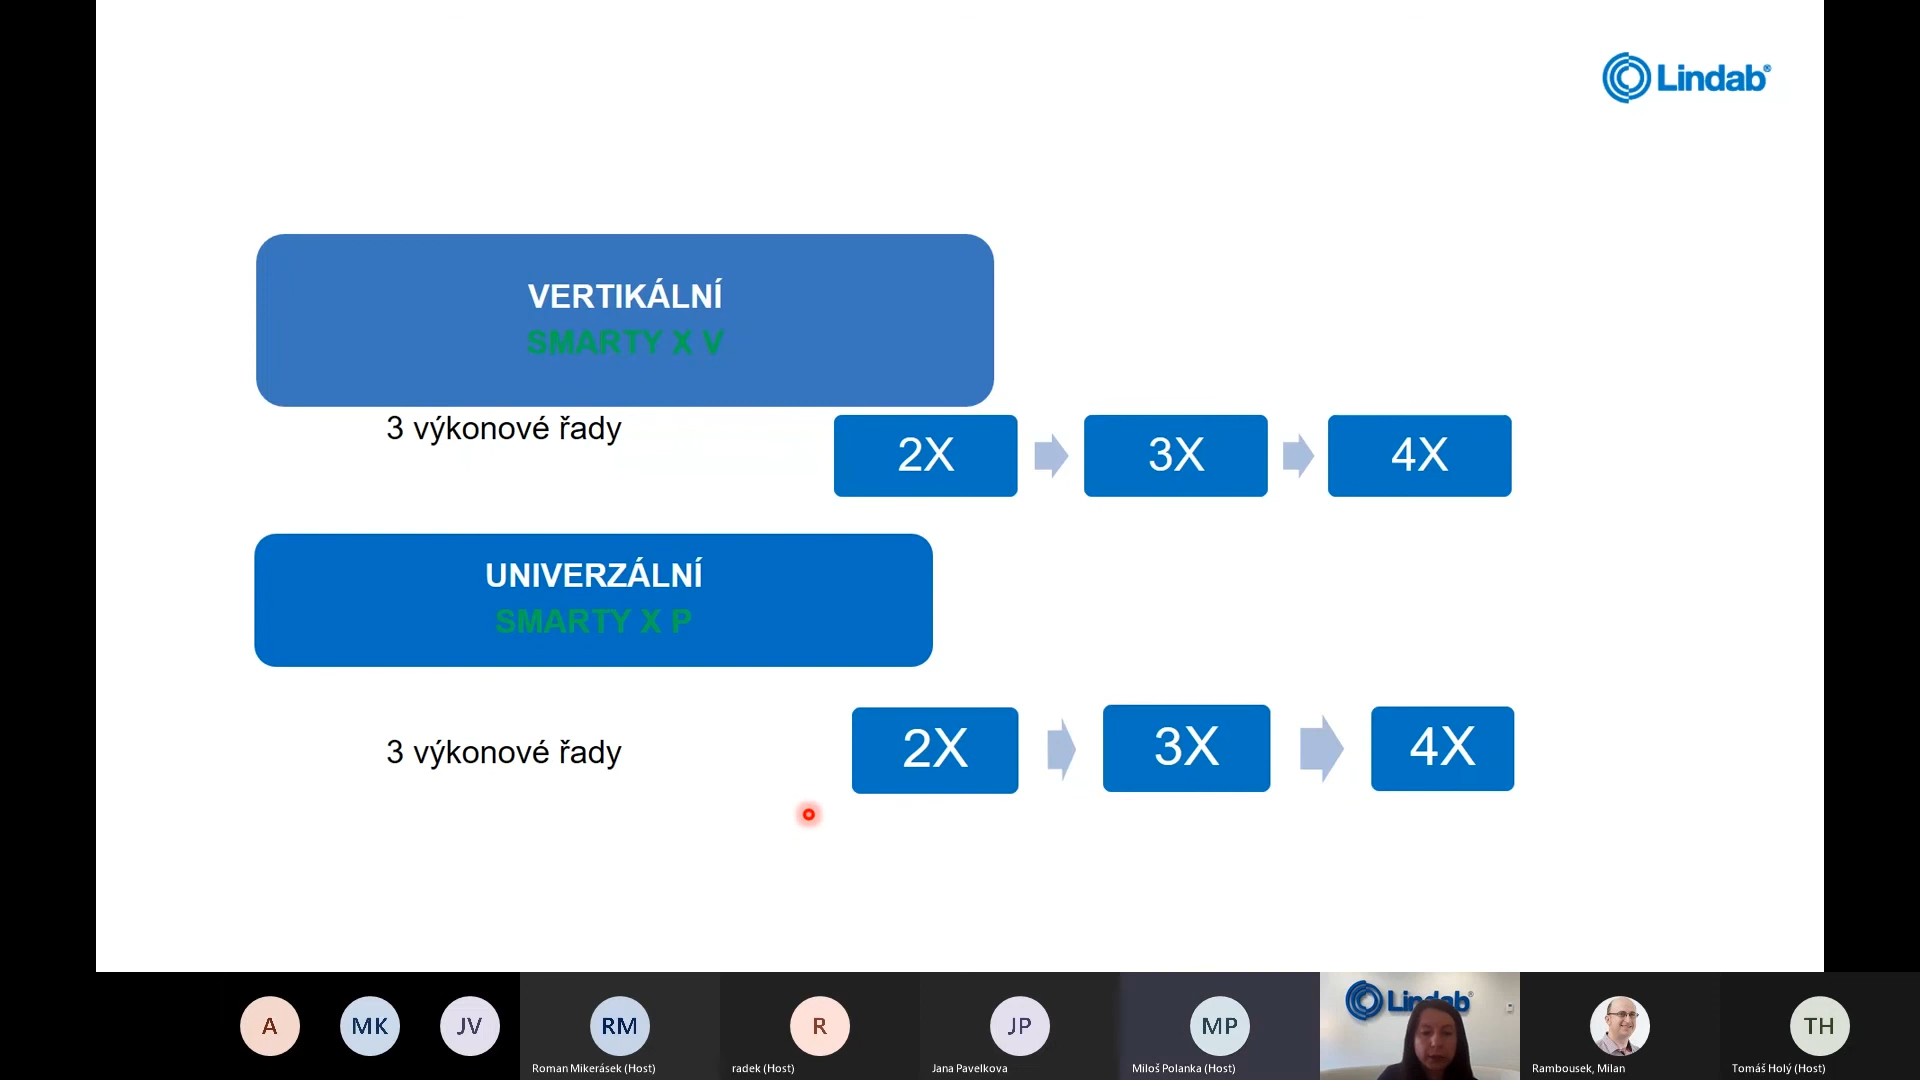 Lindab®
VERTIKÁLNÍ
SMARTY X V
3 výkonové řady
2X
3X
4X
UNIVERZÁLNÍ
SMARTY X P
3 výkonové řady
2X
3X
4X
A
MK
JV
RM
Roman Mikerásek (Host)
R
radek (Host)
JP
Jana Pavelkova
MP
Miloš Polanka (Host)
Lindab®
Rambousek, Milan
TH
Tomáš Holý (Host)